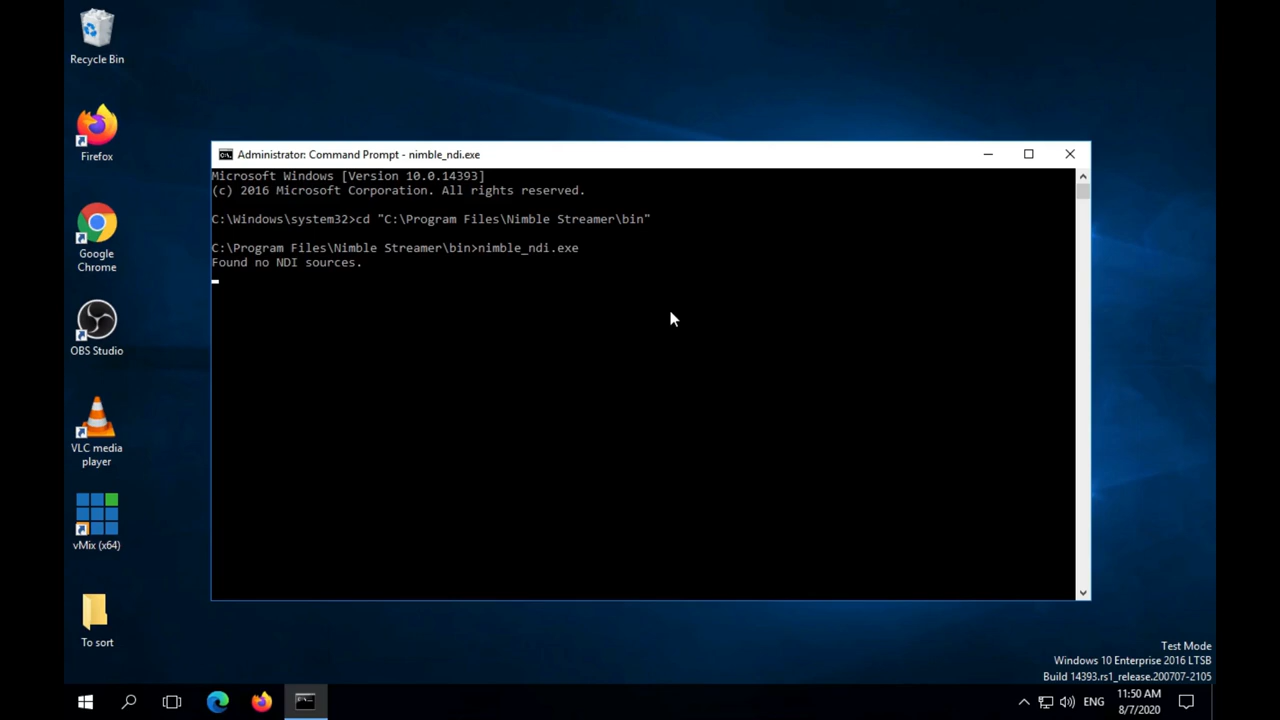 Recycle Bin
Firefox
Google
Chrome
OBS Studio
VLC media
player
vMix (x64)
To sort
Administrator: Command Prompt - nimble_ndi.exe
Microsoft Windows [Version 10.0.14393]
(c) 2016 Microsoft Corporation. All rights reserved.
C:\Windows\system32>cd "C:\Program Files\Nimble Streamer\bin"
C:\Program Files\Nimble Streamer\bin>nimble_ndi.exe
Found no NDI sources.
Test Mode
Windows 10 Enterprise 2016 LTSB
Build 14393.rs1_release.200707-2105
ENG
11:50 AM
8/7/2020